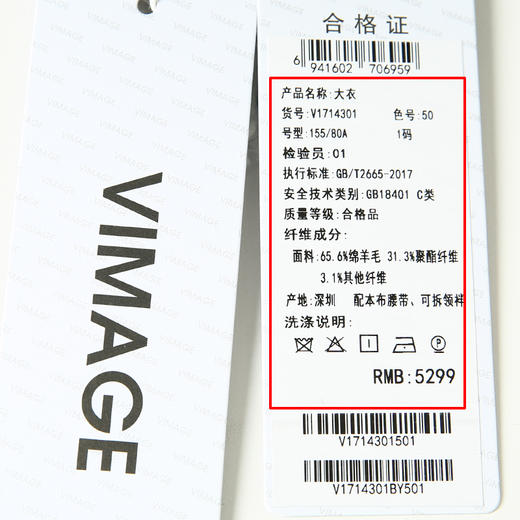 VIMAGE
合格证
6 941602 706959
产品名称:大衣
货号:V1714301 色号:50
号型:155/80A 1码
检验员:01
执行标准:GB/T2665-2017
安全技术类别:GB18401 C类
质量等级:合格品
纤维成分:
面料:65.6%绵羊毛 31.3%聚酯纤维
3.1%其他纤维
产地:深圳 配本布腰带、可拆领袢
洗涤说明:
P
RMB:5299
V1714301501
V1714301BY501